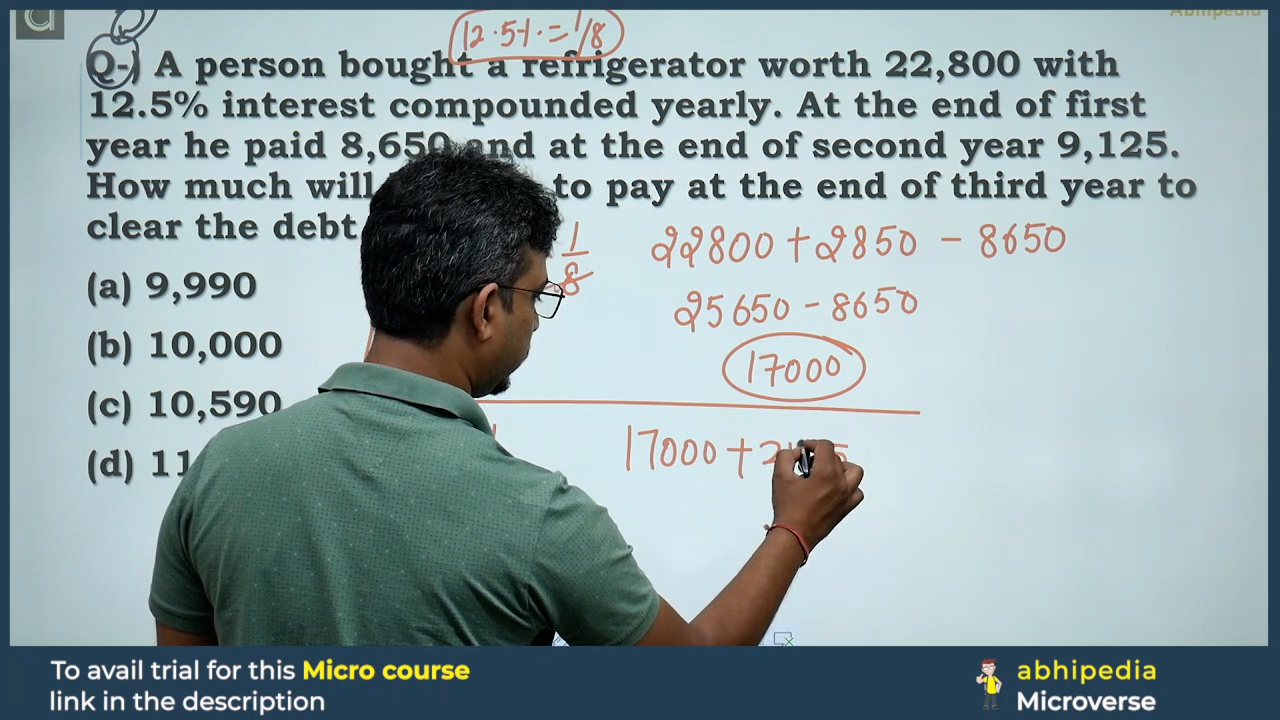 Abhipedia
12.5%=1/8
Q-) A person bought a refrigerator worth 22,800 with
12.5% interest compounded yearly. At the end of first
year he paid 8,650 and at the end of second year 9,125.
How much will to pay at the end of third year to
clear the debt
1/8
22800+2850-8650
(a) 9,990
25650-8650
(b) 10,000
17000
(c) 10,590
17000+
(d) 11
To avail trial for this Micro course
link in the description
abhipedia
Microverse